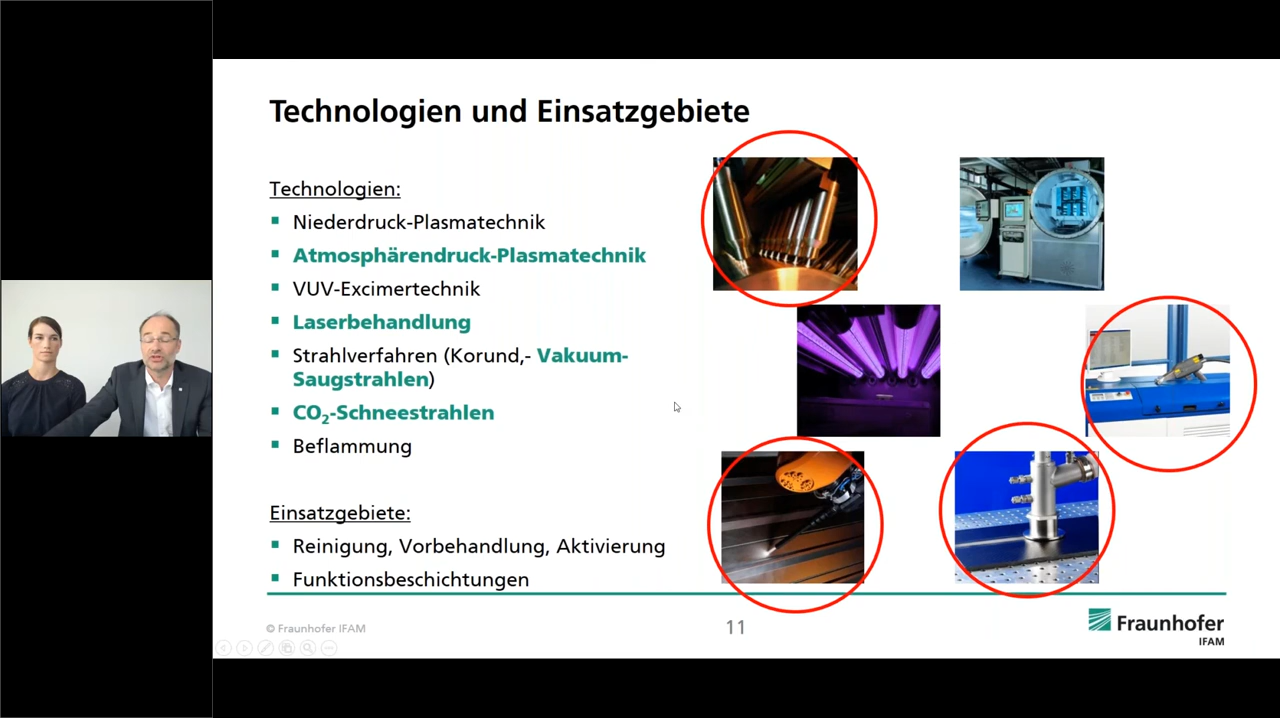 Technologien und Einsatzgebiete
Technologien:
Niederdruck-Plasmatechnik
Atmosphärendruck-Plasmatechnik
VUV-Excimertechnik
Laserbehandlung
Strahlverfahren (Korund,- Vakuum-
Saugstrahlen)
CO₂-Schneestrahlen
Beflammung
Einsatzgebiete:
Reinigung, Vorbehandlung, Aktivierung
Funktionsbeschichtungen
© Fraunhofer IFAM
11
Fraunhofer
IFAM